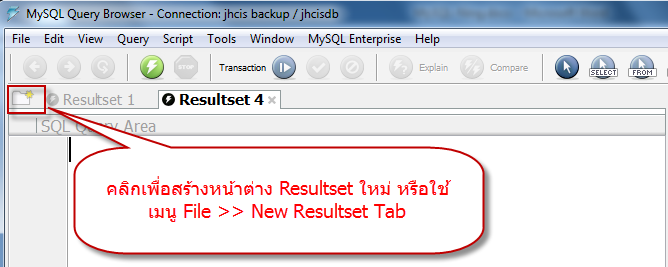 MySQL Query Browser - Connection: jhcis backup / jhcisdb
File Edit View Query Script Tools Window MySQL Enterprise Help
STOP Transaction Explain Compare SELECT FROM
Resultset 1 Resultset 4
SQL Query Area
คลิกเพื่อสร้างหน้าต่าง Resultset ใหม่ หรือใช้
เมนู File >> New Resultset Tab